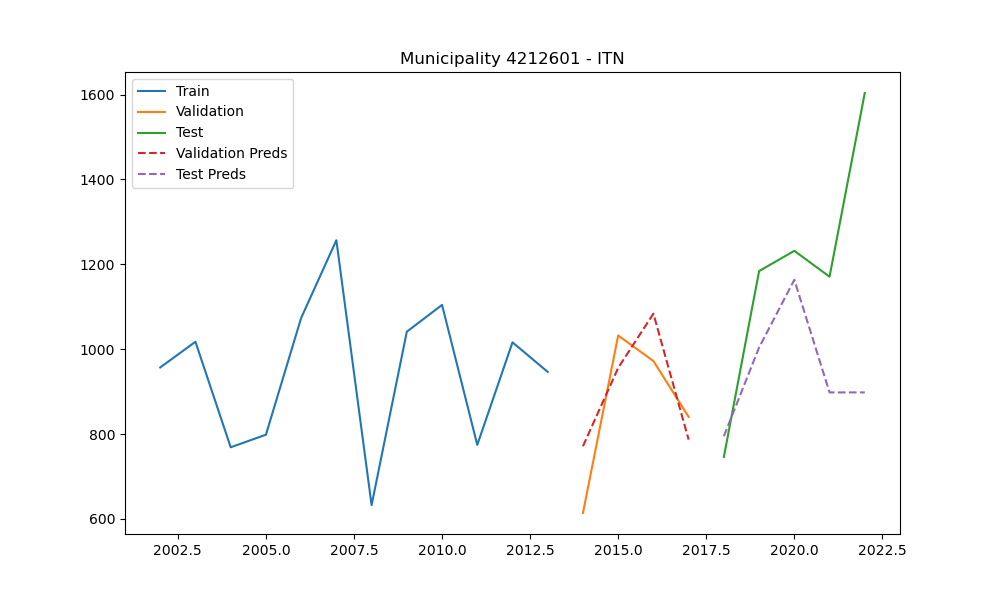 Municipality 4212601 - ITN
Train
Validation
Test
Validation Preds
Test Preds
1600
1400
1200
1000
800
600
2002.5 2005.0 2007.5 2010.0 2012.5 2015.0 2017.5 2020.0 2022.5